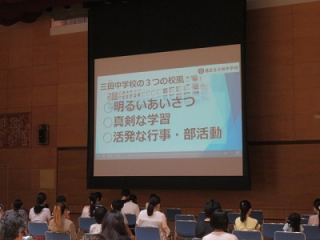 三田中学校の３つの校風
○明るいあいさつ
○真剣な学習
○活発な行事・部活動